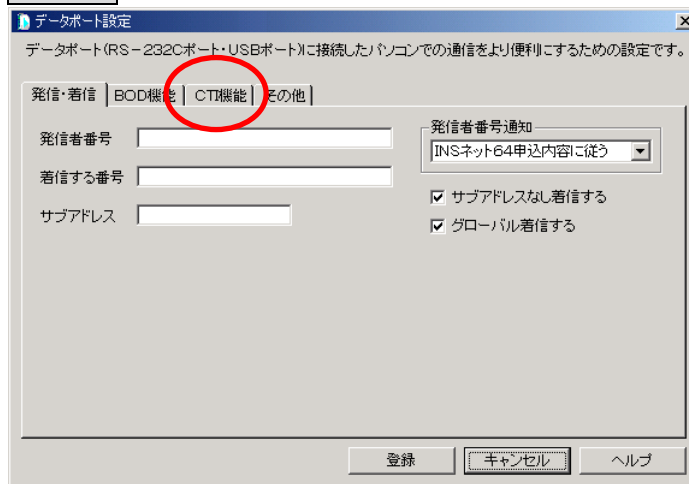 データポート設定
データポート(RS－232Cポート・USBポート)に接続したパソコンでの通信をより便利にするための設定です。
発信・着信 BOD機能 CTI機能 その他
発信者番号
着信する番号
サブアドレス
発信者番号通知
INSネット64申込内容に従う
サブアドレスなし着信する
グローバル着信する
登録 キャンセル ヘルプ